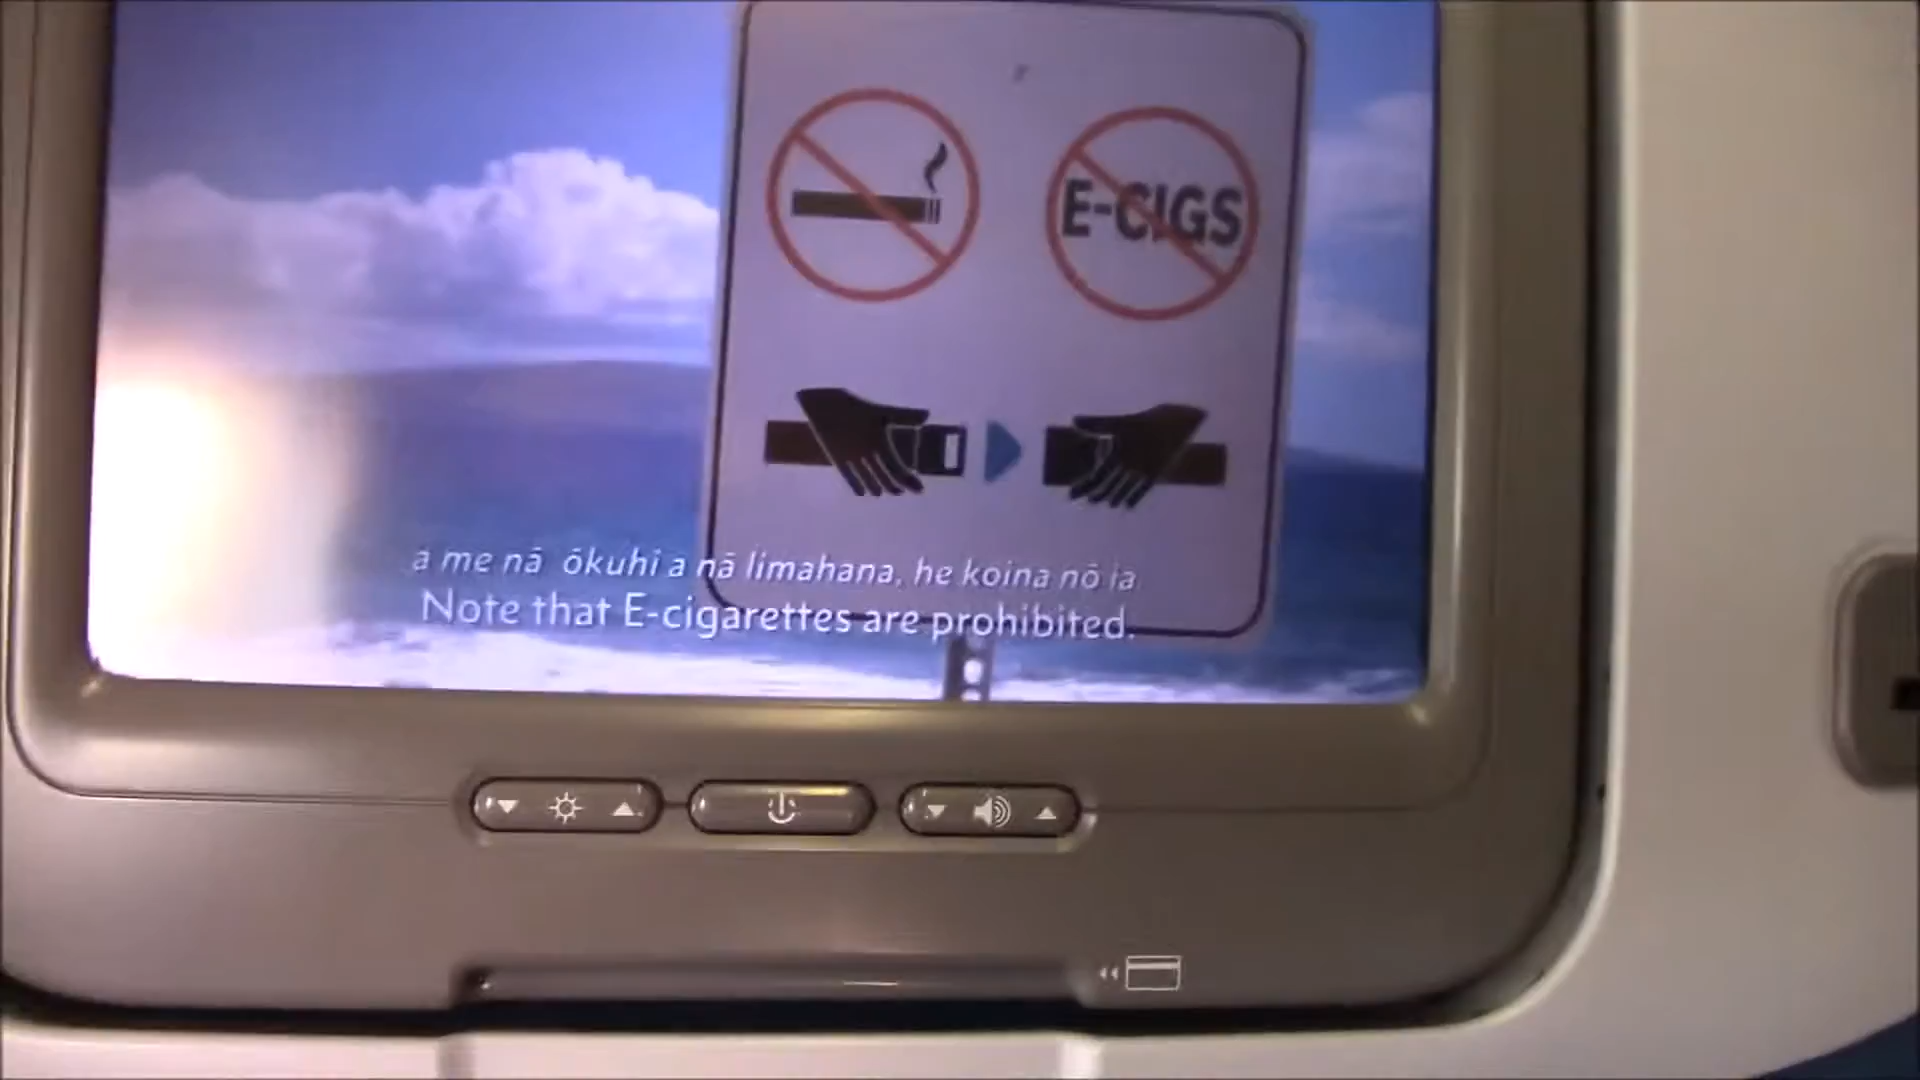 E-CIGS
a me nā ōkuhi a nā limahana, he koina nō ia
Note that E-cigarettes are prohibited.